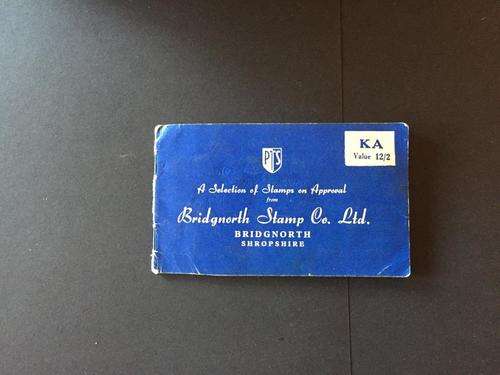 PTS
KA
Value 12/2
A Selection of Stamps on Approval
from
Bridgnorth Stamp Co. Ltd.
BRIDGNORTH
SHROPSHIRE